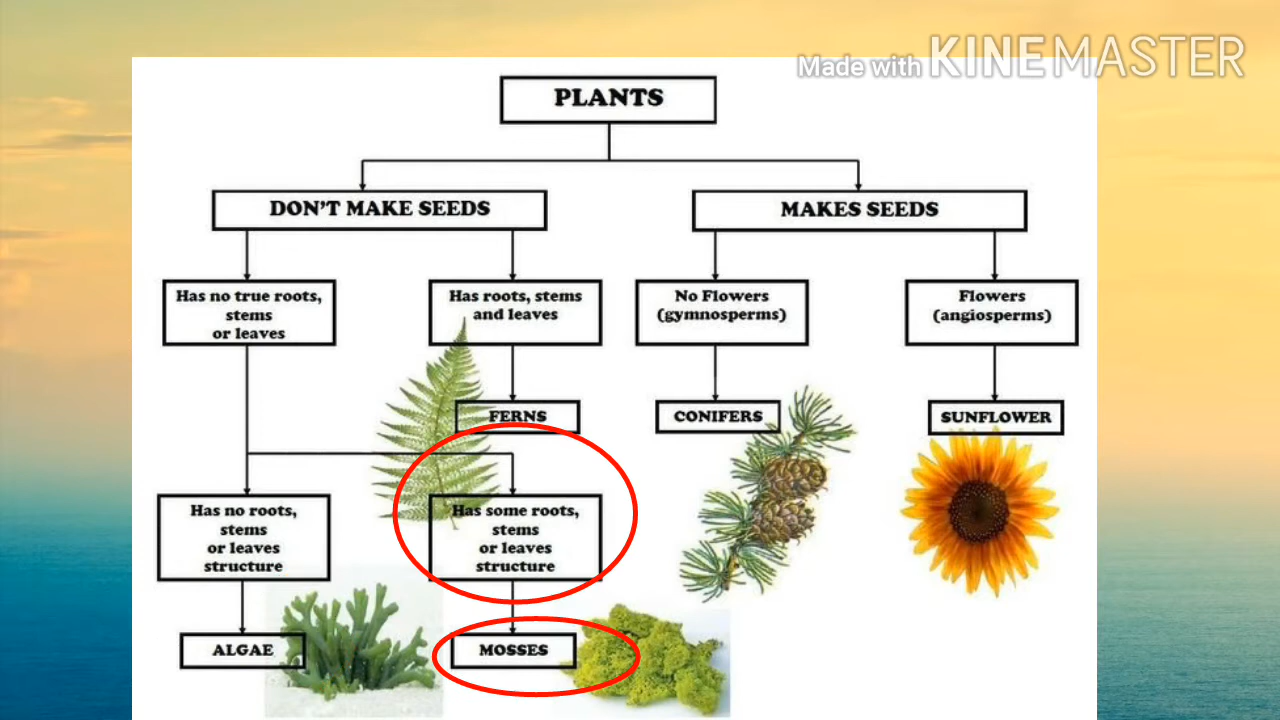 Made with KINEMASTER
PLANTS
DON'T MAKE SEEDS
MAKES SEEDS
Has no true roots,
stems
or leaves
Has roots, stems
and leaves
No Flowers
(gymnosperms)
Flowers
(angiosperms)
FERNS
CONIFERS
SUNFLOWER
Has no roots,
stems
or leaves
structure
Has some roots,
stems
or leaves
structure
ALGAE
MOSSES